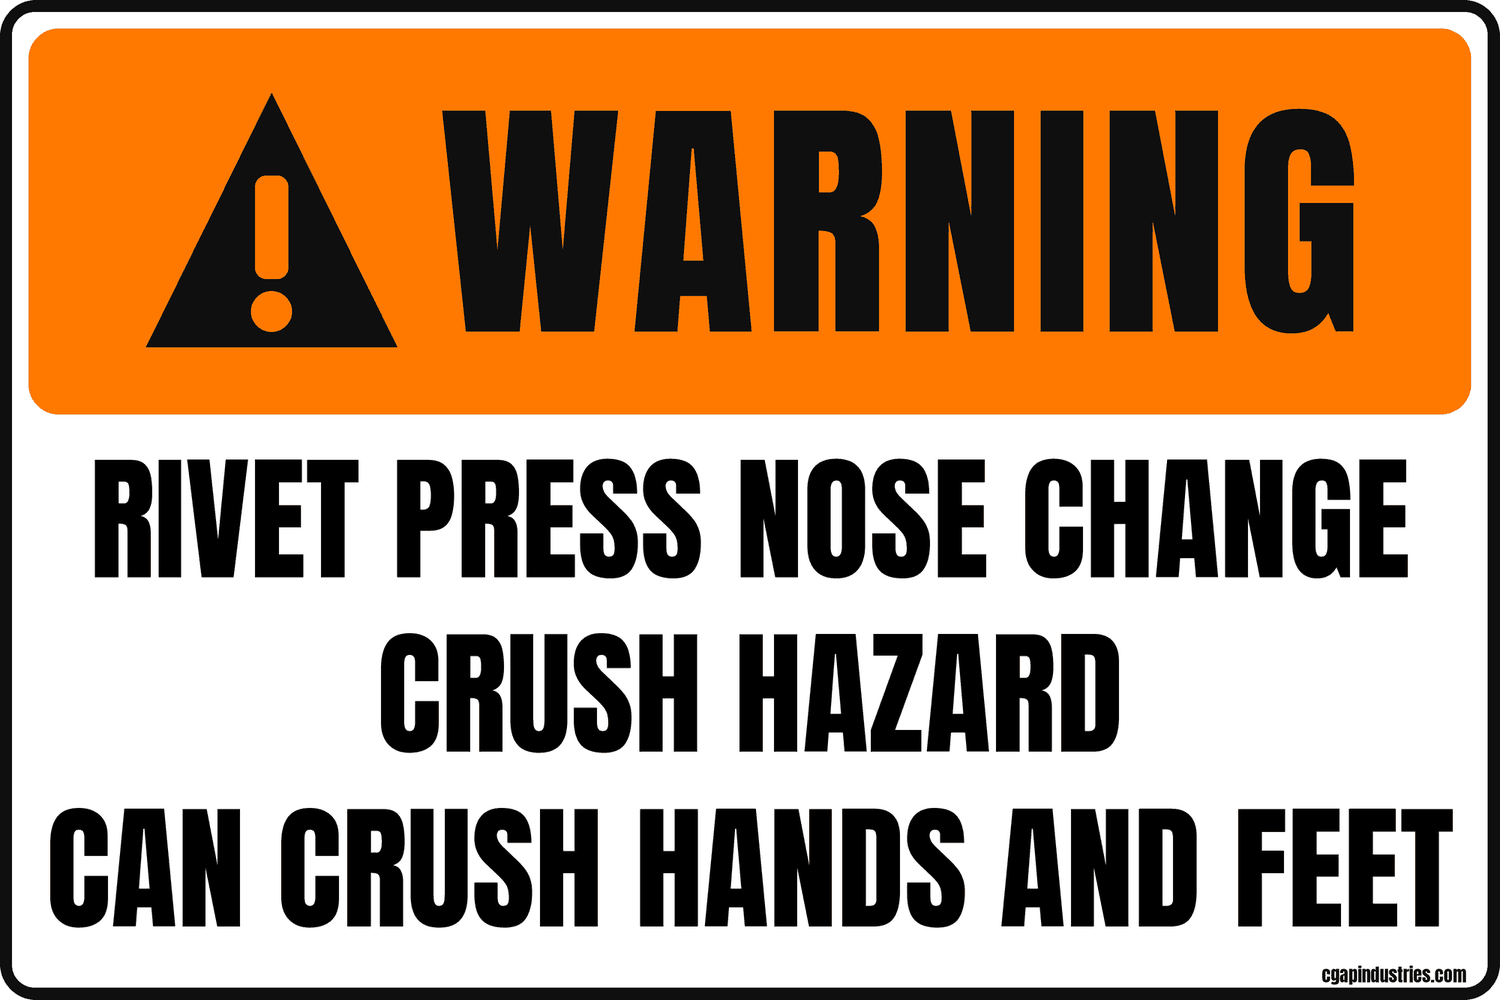 WARNING
RIVET PRESS NOSE CHANGE
CRUSH HAZARD
CAN CRUSH HANDS AND FEET
cgapindustries.com